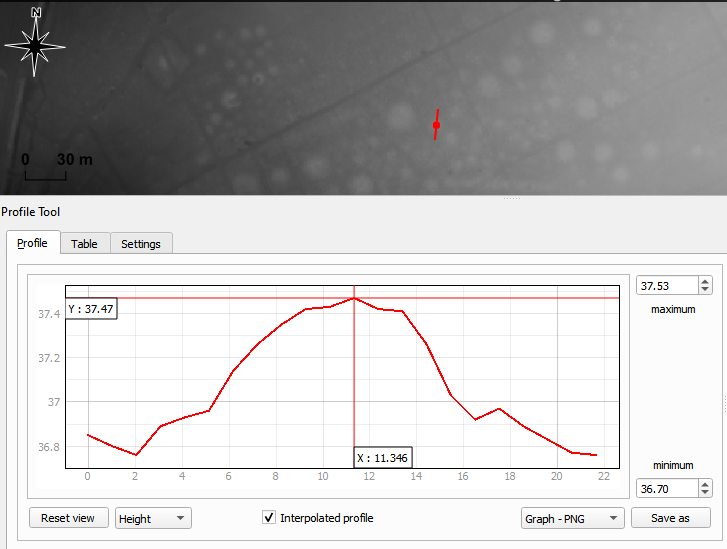 N
0 30 m
Profile Tool
Profile Table Settings
37.53
maximum
Y : 37.47
37.4
37.2
37
36.8
X : 11.346
0 2 4 6 8 10 12 14 16 18 20 22
minimum
36.70
Reset view Height Interpolated profile Graph - PNG Save as